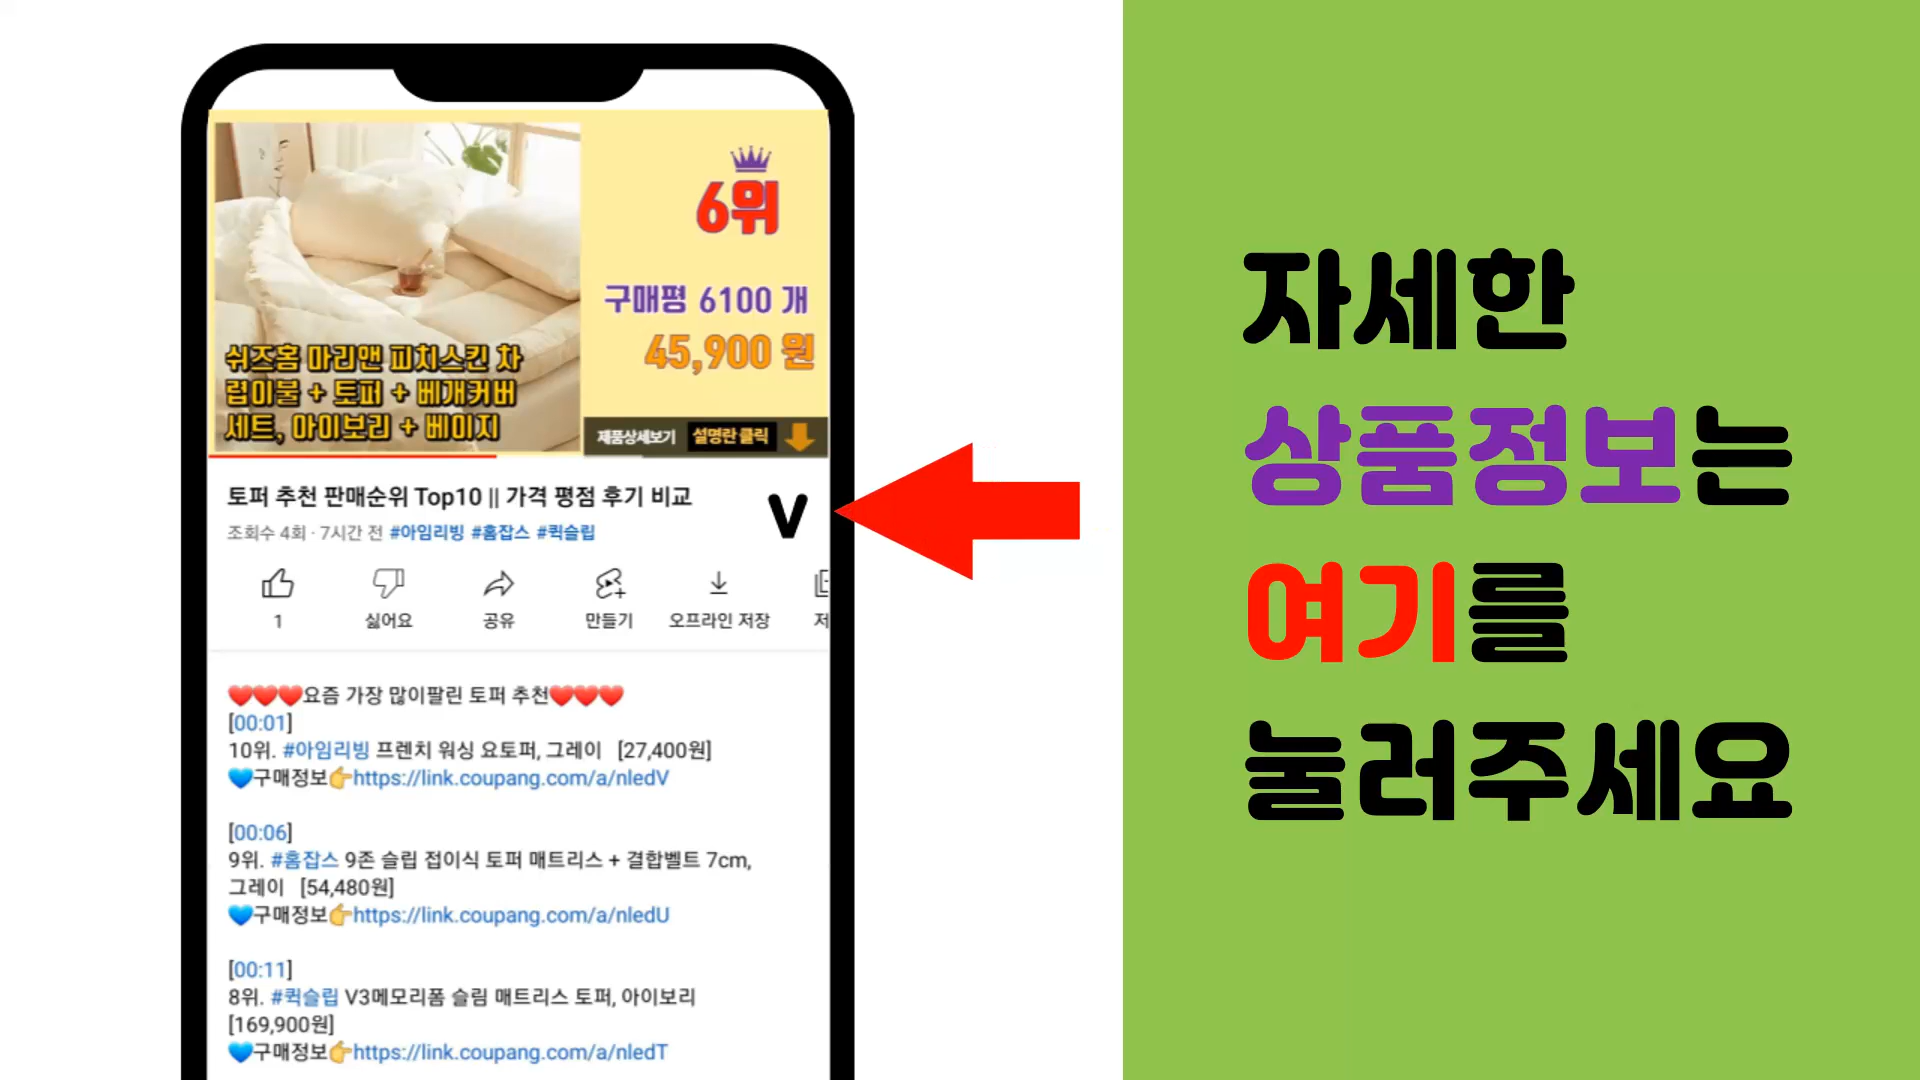 6위
구매평 6100 개
45,900 원
쉬즈홈 마리앤 피치스킨 차
렵이불 + 토퍼 + 베개커버
세트, 아이보리 + 베이지
제품상세보기 설명란 클릭
토퍼 추천 판매순위 Top10 || 가격 평점 후기 비교
V
조회수 4회 · 7시간 전 #아임리빙 #홈잡스 #퀵슬립
1 싫어요 공유 만들기 오프라인 저장 저
❤️❤️❤️요즘 가장 많이팔린 토퍼 추천❤️❤️❤️
[00:01]
10위. #아임리빙 프렌치 워싱 요토퍼, 그레이 [27,400원]
💙구매정보👉https://link.coupang.com/a/nledV
[00:06]
9위. #홈잡스 9존 슬립 접이식 토퍼 매트리스 + 결합벨트 7cm,
그레이 [54,480원]
💙구매정보👉https://link.coupang.com/a/nledU
[00:11]
8위. #퀵슬립 V3메모리폼 슬림 매트리스 토퍼, 아이보리
[169,900원]
💙구매정보👉https://link.coupang.com/a/nledT
자세한
상품정보는
여기를
눌러주세요